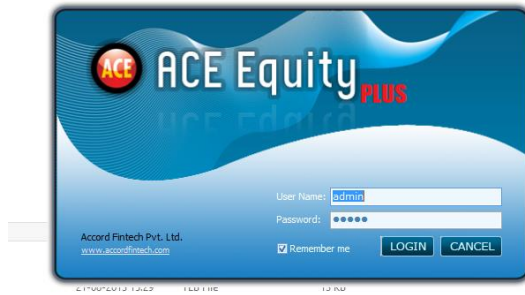 ACE ACE Equity PLUS
User Name: admin
Password: •••••
Accord Fintech Pvt. Ltd.
www.accordfintech.com
Remember me LOGIN CANCEL